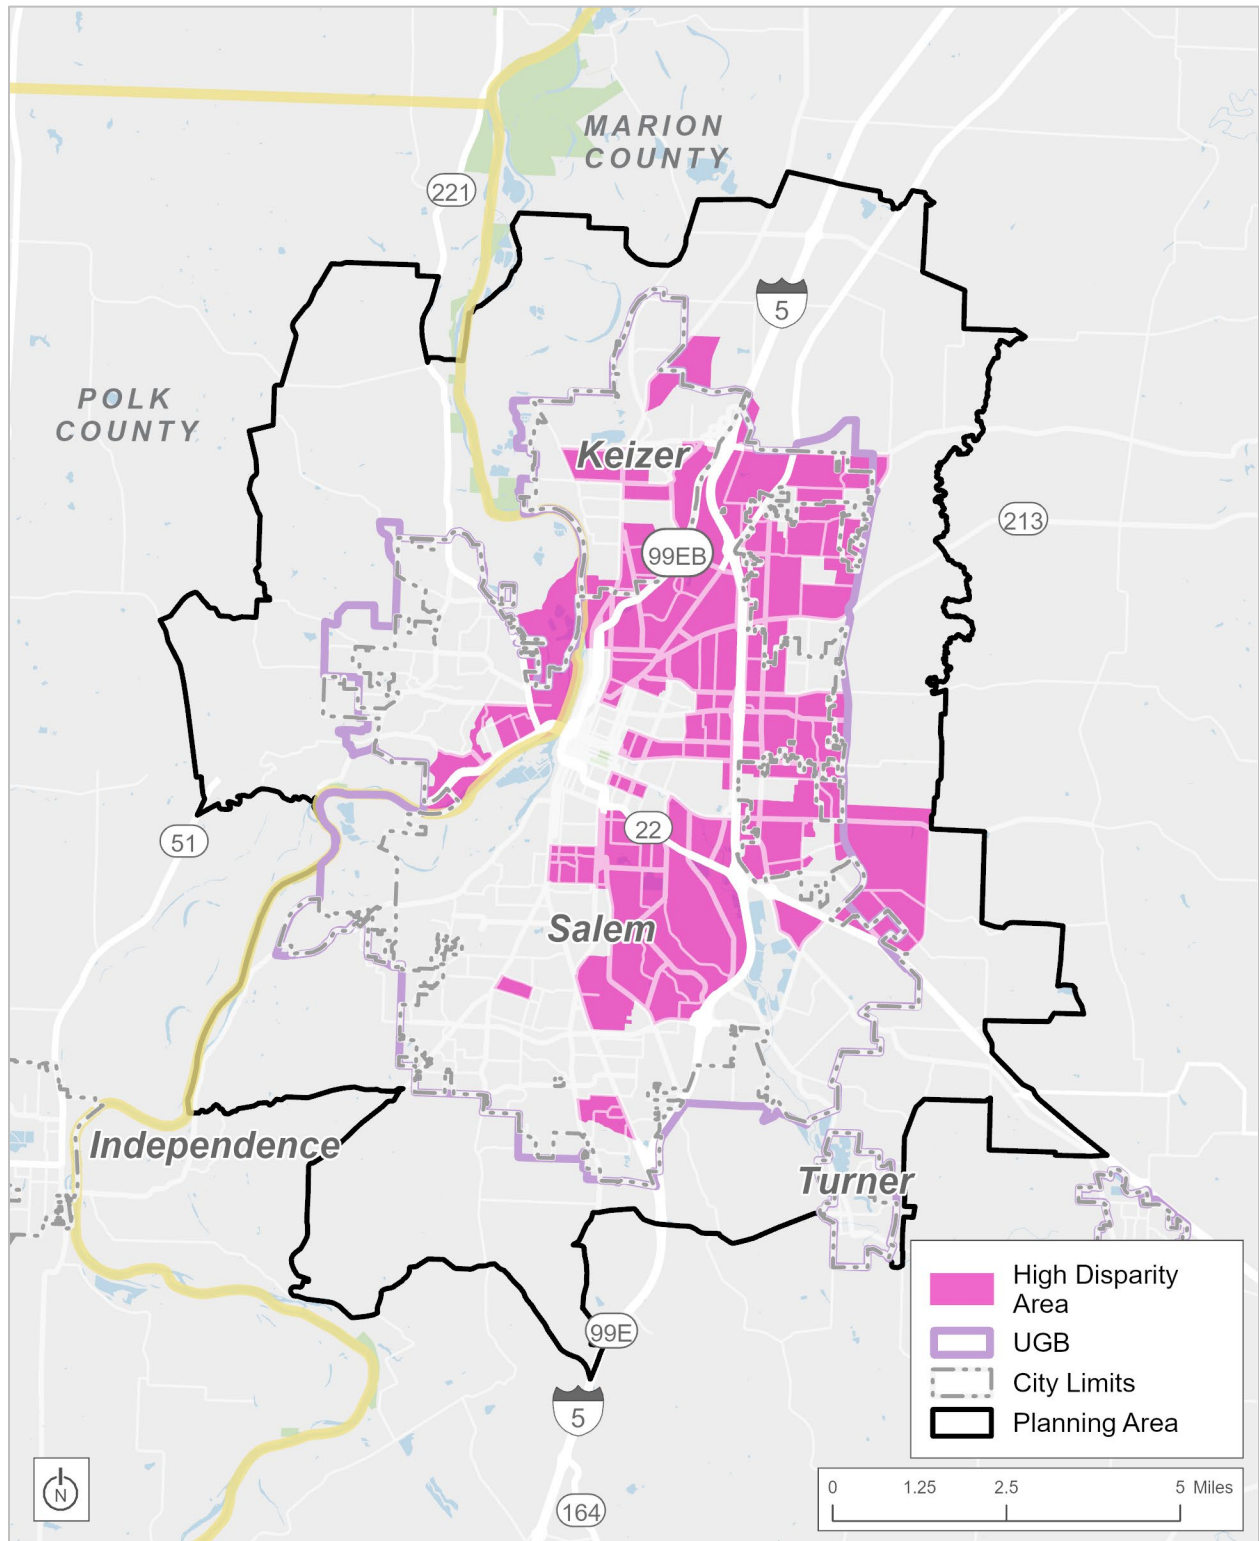 MARION
COUNTY
221
5
POLK
COUNTY
Keizer
213
99EB
51
22
Salem
Independence
Turner
99E
5
164
High Disparity
Area
UGB
City Limits
Planning Area
N
0 1.25 2.5 5 Miles